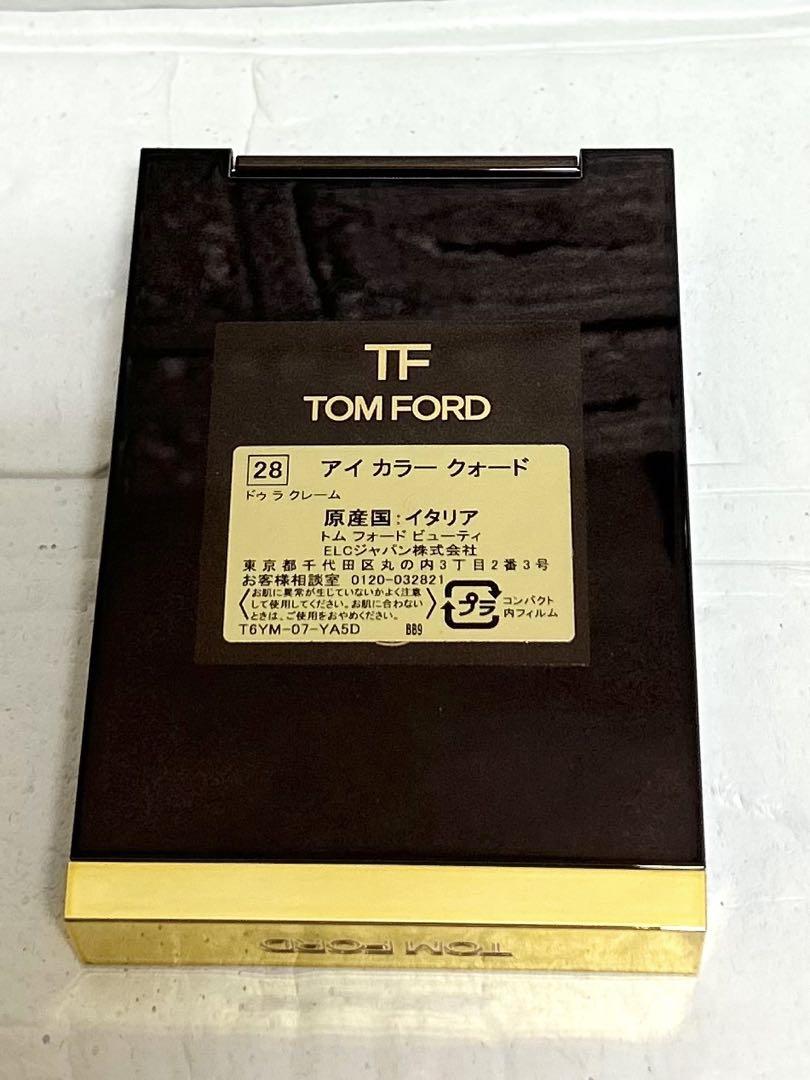 TF
TOM FORD
28 アイ カラー クォード
ドゥ ラ クレーム
原産国:イタリア
トム フォード ビューティ
ELCジャパン株式会社
東京都千代田区丸の内3丁目2番3号
お客様相談室 0120-032821
お肌に異常が生じていないかよく注意
して使用してください。お肌に合わない
ときは、ご使用をおやめください。
プラ
コンパクト
内フィルム
T6YM-07-YA5D BB9
TOM FORD